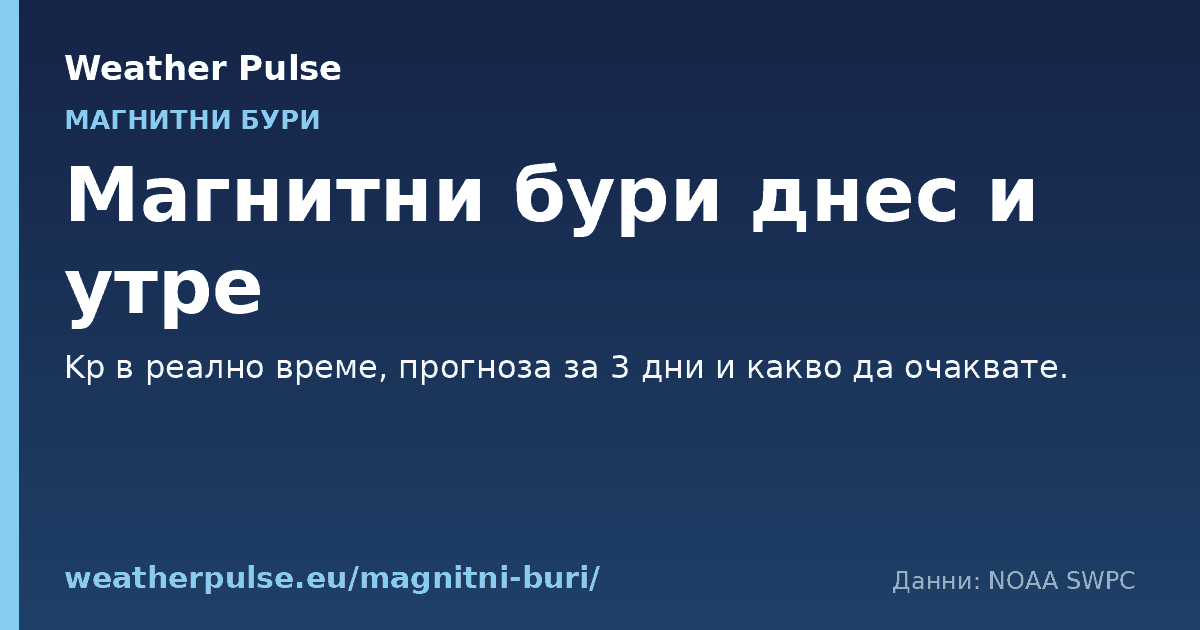 Weather Pulse
МАГНИТНИ БУРИ
Магнитни бури днес и
утре
Kp в реално време, прогноза за 3 дни и какво да очаквате.
weatherpulse.eu/magnitni-buri/
Данни: NOAA SWPC